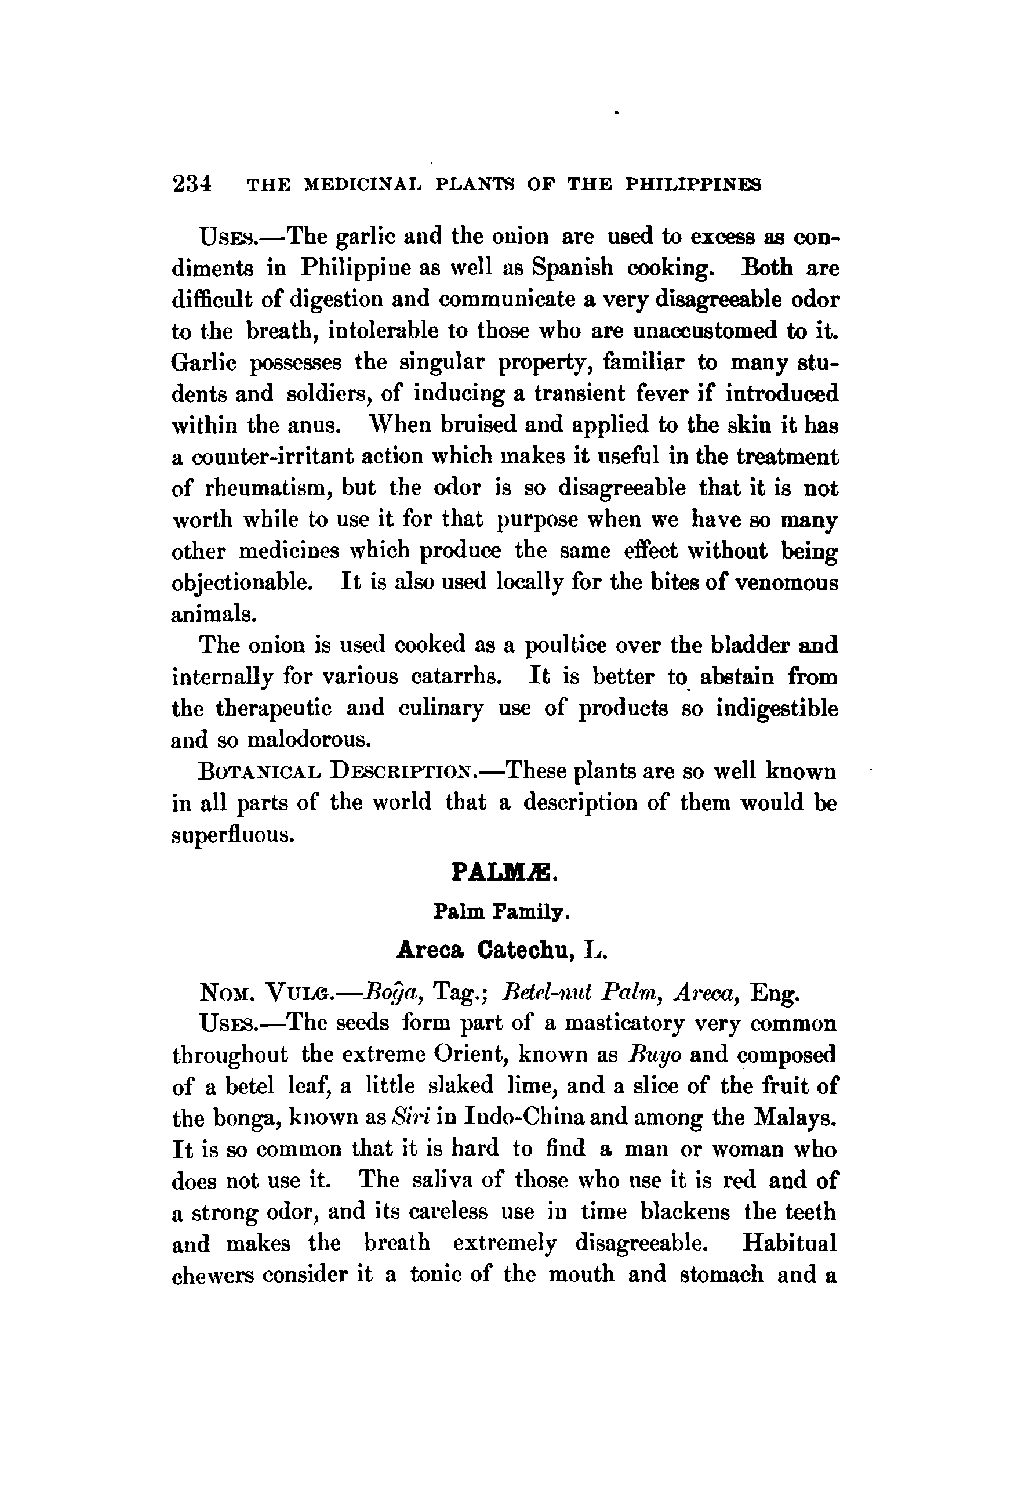 234 THE MEDICINAL PLANTS OF THE PHILIPPINES
USES.—The garlic and the onion are used to excess as con-
diments in Philippine as well as Spanish cooking. Both are
difficult of digestion and communicate a very disagreeable odor
to the breath, intolerable to those who are unaccustomed to it.
Garlic possesses the singular property, familiar to many stu-
dents and soldiers, of inducing a transient fever if introduced
within the anus. When bruised and applied to the skin it has
a counter-irritant action which makes it useful in the treatment
of rheumatism, but the odor is so disagreeable that it is not
worth while to use it for that purpose when we have so many
other medicines which produce the same effect without being
objectionable. It is also used locally for the bites of venomous
animals.
The onion is used cooked as a poultice over the bladder and
internally for various catarrhs. It is better to abstain from
the therapeutic and culinary use of products so indigestible
and so malodorous.
BOTANICAL DESCRIPTION.—These plants are so well known
in all parts of the world that a description of them would be
superfluous.
PALMÆ.
Palm Family.
Areca Catechu, L.
NOM. VULG.—Boĝa, Tag.; Betel-nut Palm, Areca, Eng.
USES.—The seeds form part of a masticatory very common
throughout the extreme Orient, known as Buyo and composed
of a betel leaf, a little slaked lime, and a slice of the fruit of
the bonga, known as Siri in Indo-China and among the Malays.
It is so common that it is hard to find a man or woman who
does not use it. The saliva of those who use it is red and of
a strong odor, and its careless use in time blackens the teeth
and makes the breath extremely disagreeable. Habitual
chewers consider it a tonic of the mouth and stomach and a